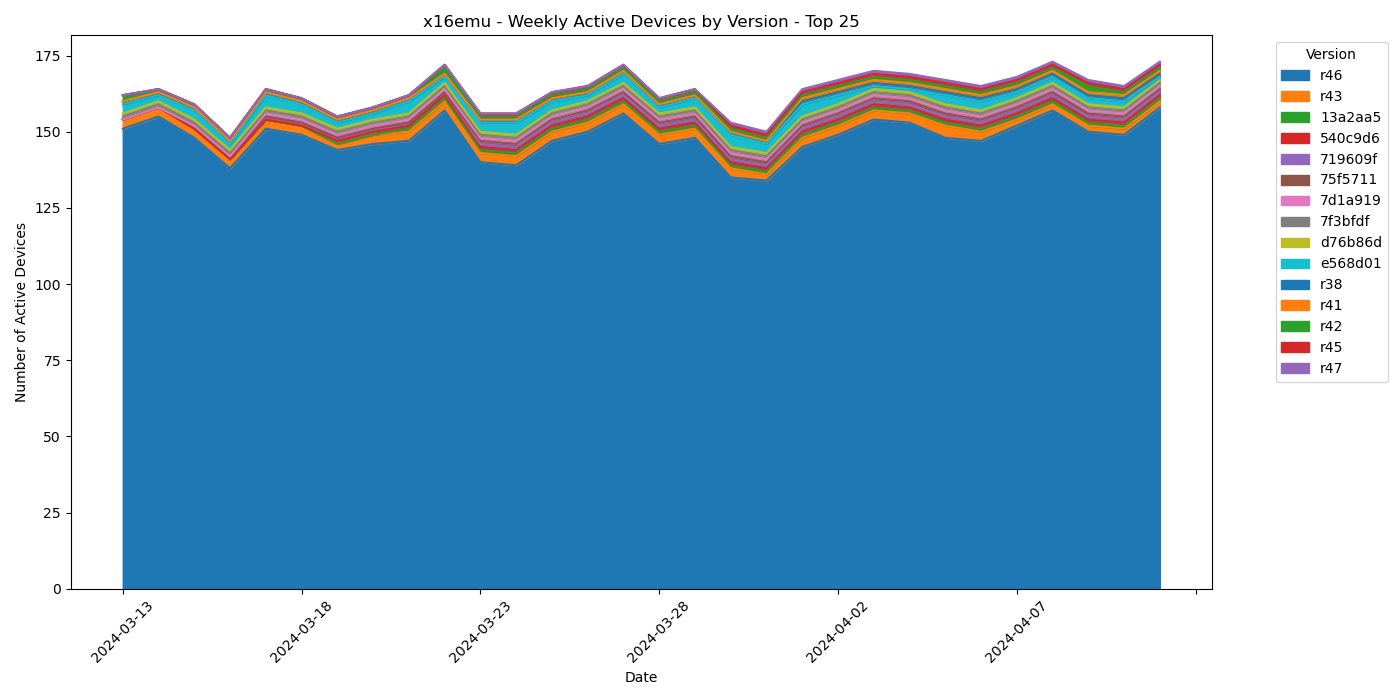 x16emu - Weekly Active Devices by Version - Top 25
Number of Active Devices
175
150
125
100
75
50
25
0
2024-03-13
2024-03-18
2024-03-23
2024-03-28
2024-04-02
2024-04-07
Date
Version
r46
r43
13a2aa5
540c9d6
719609f
75f5711
7d1a919
7f3bfdf
d76b86d
e568d01
r38
r41
r42
r45
r47